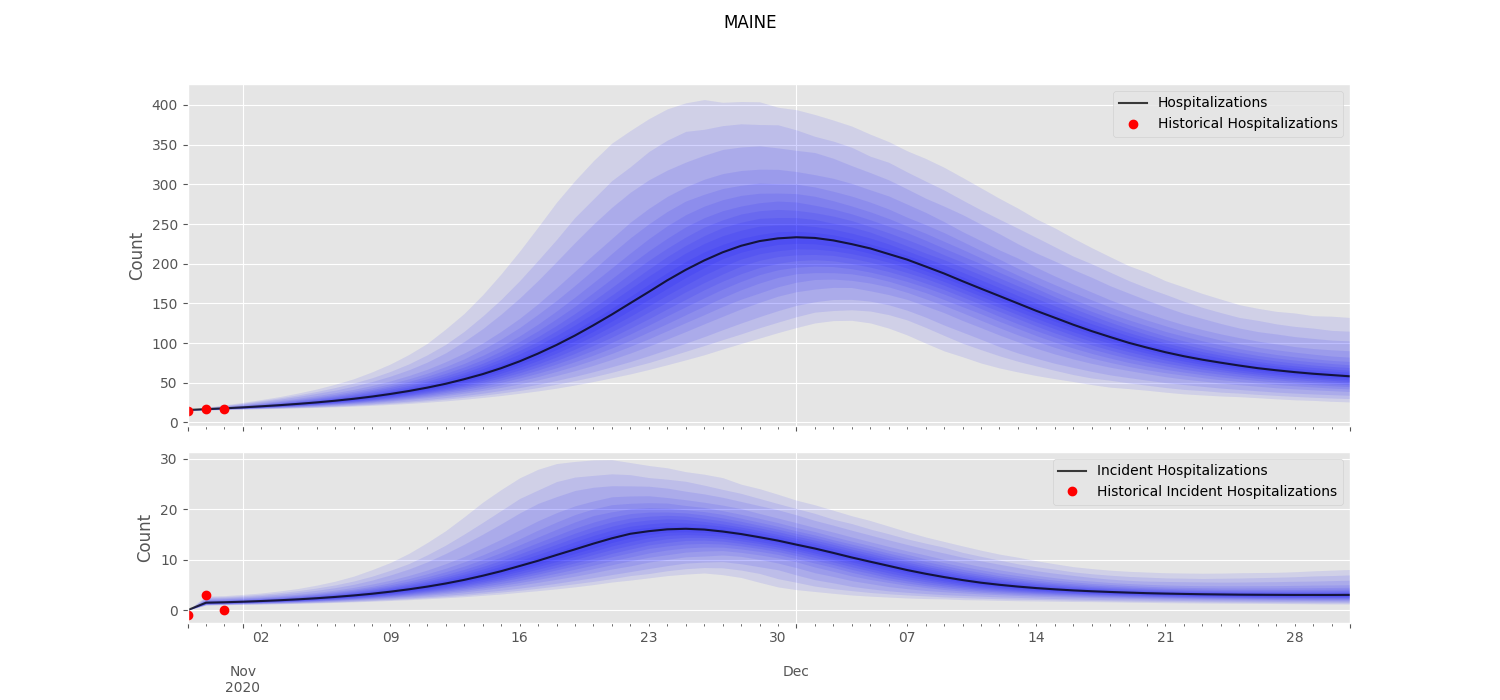 MAINE
400
350
300
250
200
150
100
50
0
Count
Hospitalizations
Historical Hospitalizations
30
20
10
0
Count
Incident Hospitalizations
Historical Incident Hospitalizations
02 09 16 23 30 07 14 21 28
Nov Dec
2020